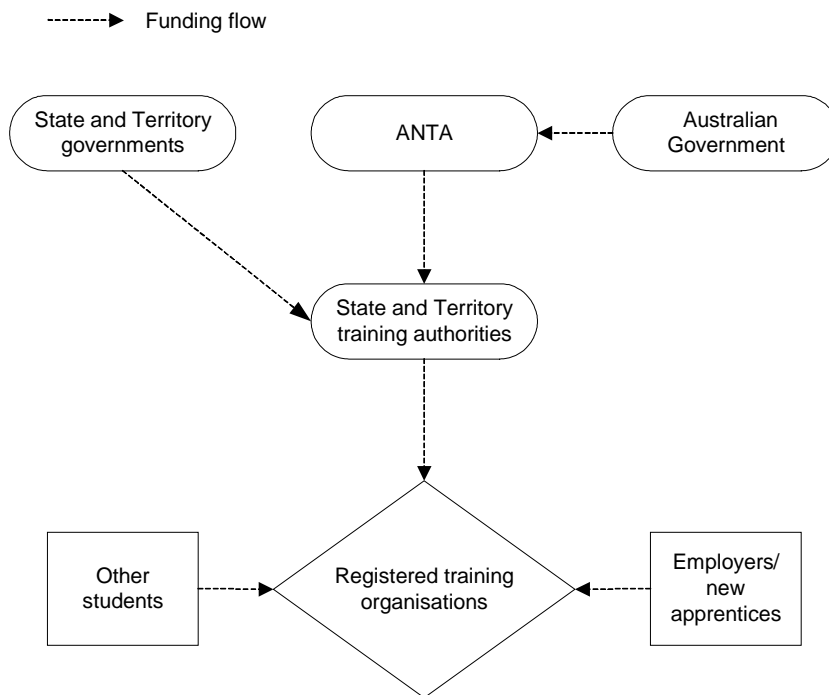 Funding flow
State and Territory
governments
ANTA
Australian
Government
State and Territory
training authorities
Other
students
Registered training
organisations
Employers/
new
apprentices